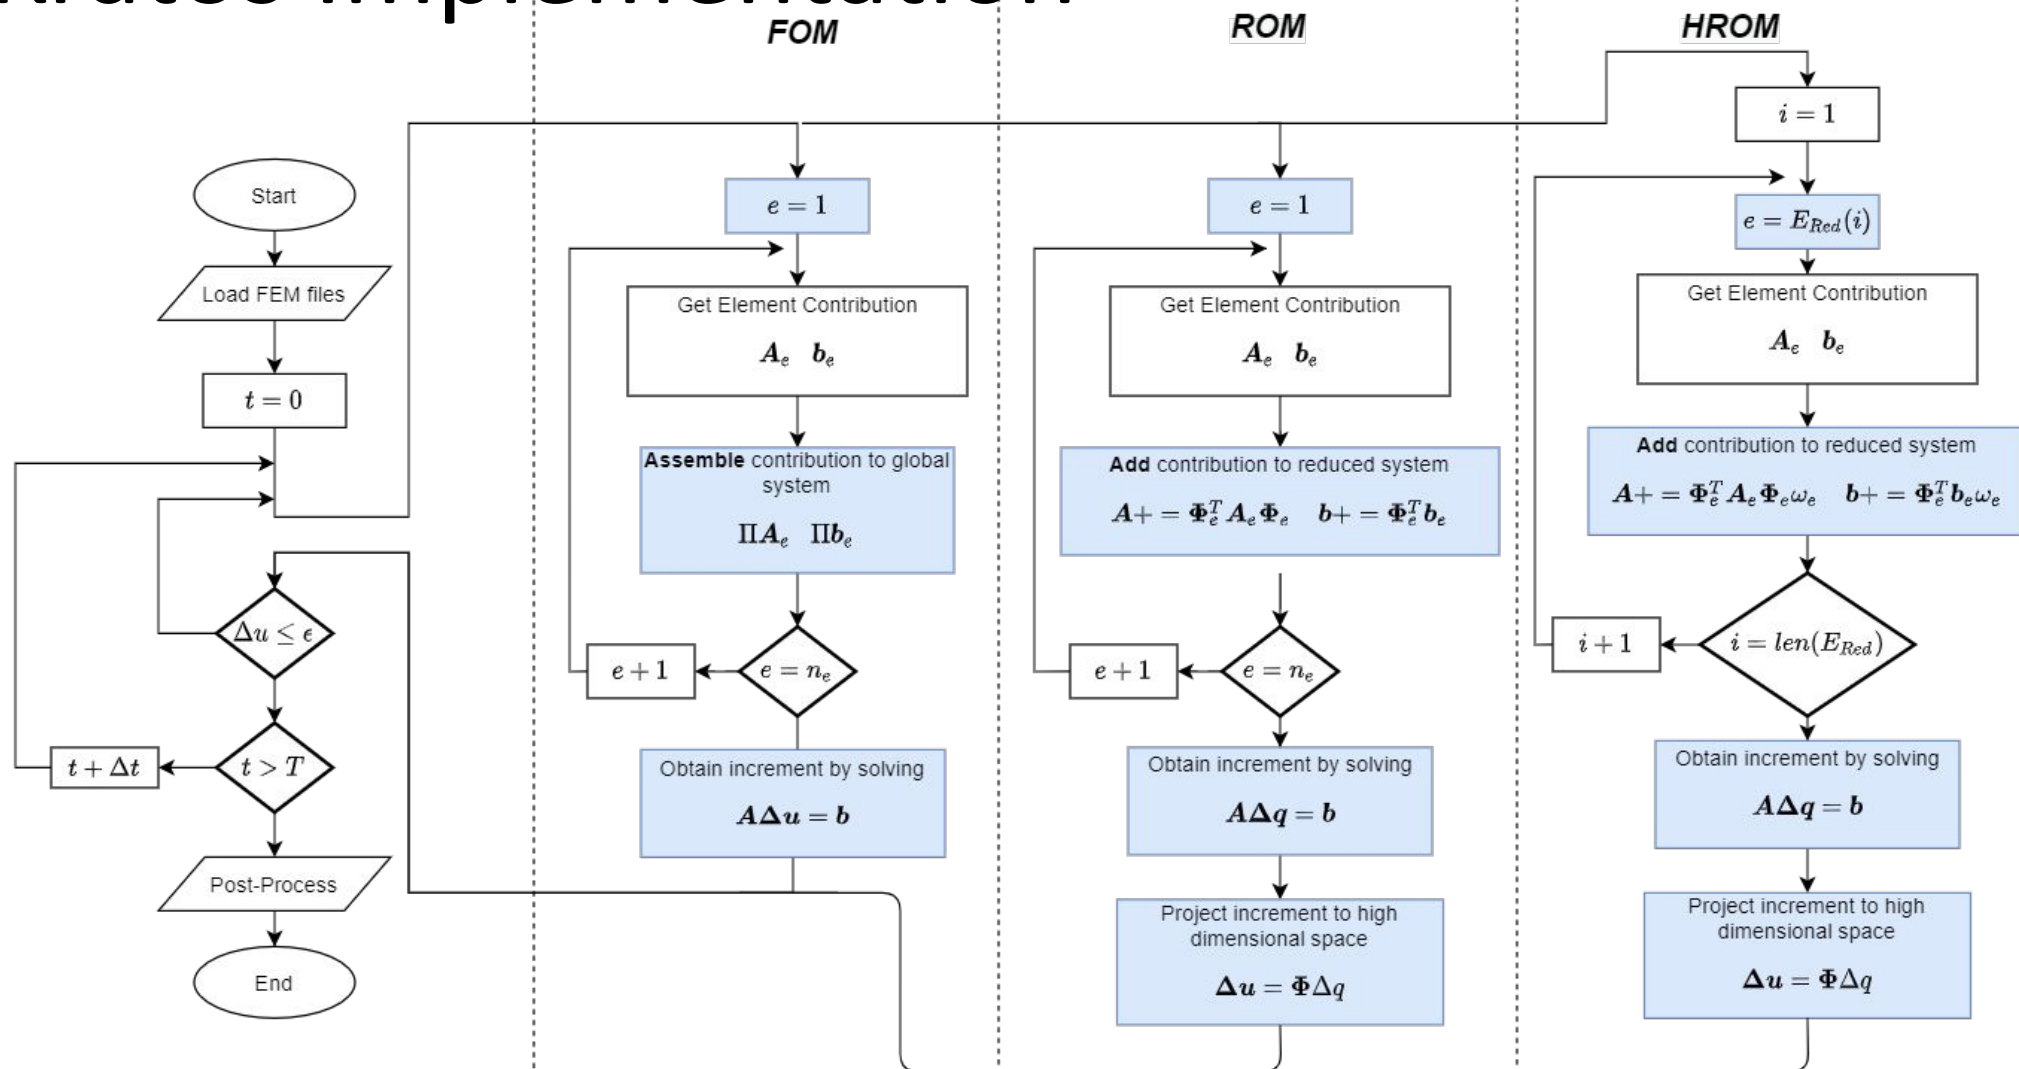 FOM
ROM
HROM
Start
Load FEM files
t = 0
Δu ≤ ϵ
t > T
t + Δt
Post-Process
End
e = 1
Get Element Contribution
A_e b_e
Assemble contribution to global
system
ΠA_e Πb_e
e = n_e
e + 1
Obtain increment by solving
AΔu = b
e = 1
Get Element Contribution
A_e b_e
Add contribution to reduced system
A+ = Φ_e^T A_e Φ_e b+ = Φ_e^T b_e
e = n_e
e + 1
Obtain increment by solving
AΔq = b
Project increment to high
dimensional space
Δu = ΦΔq
i = 1
e = E_Red(i)
Get Element Contribution
A_e b_e
Add contribution to reduced system
A+ = Φ_e^T A_e Φ_e ω_e b+ = Φ_e^T b_e ω_e
i = len(E_Red)
i + 1
Obtain increment by solving
AΔq = b
Project increment to high
dimensional space
Δu = ΦΔq